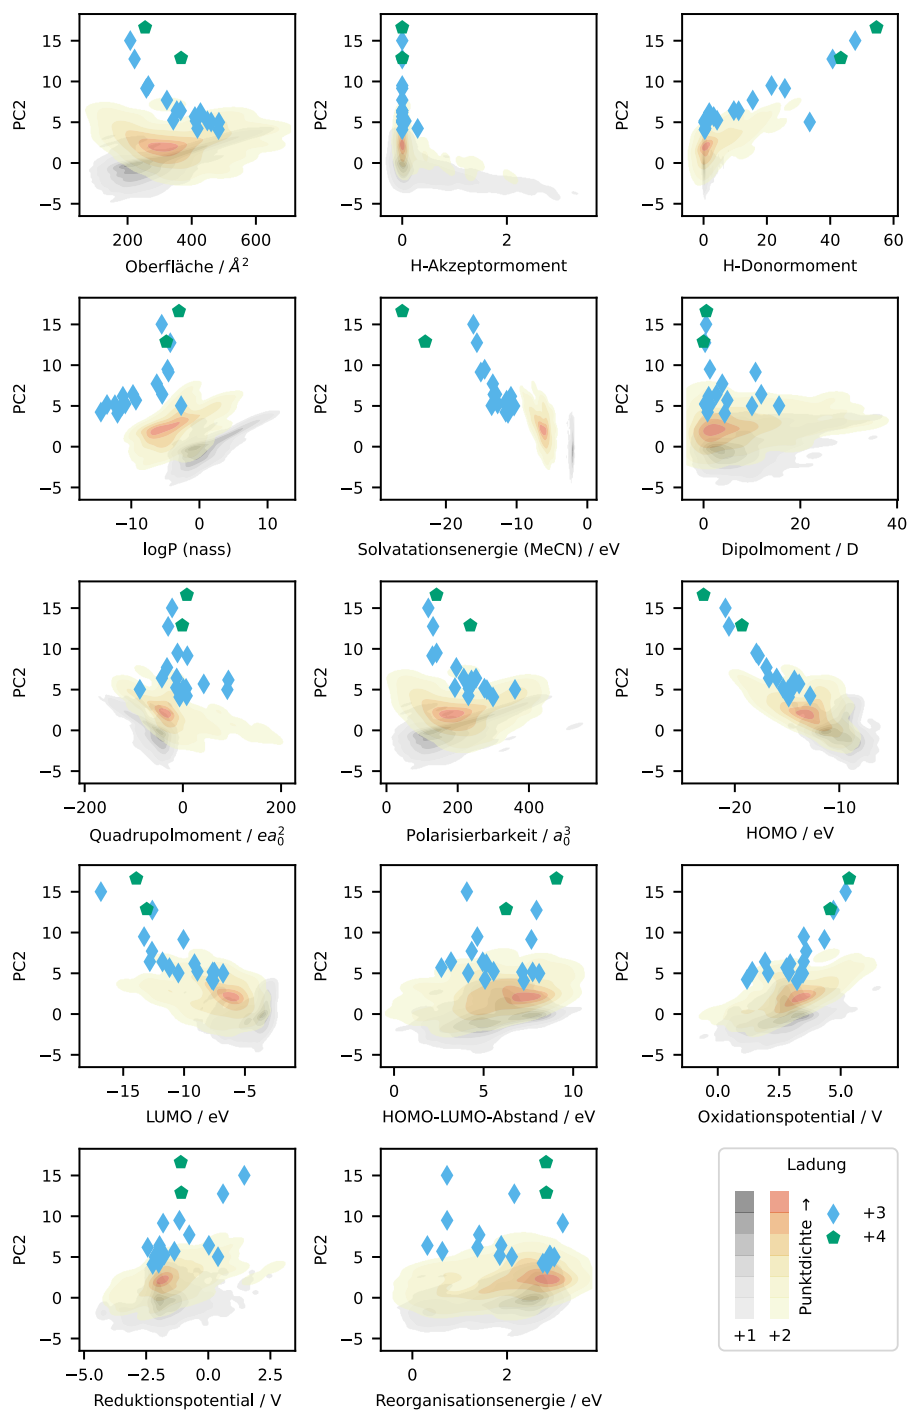 PC2
15
10
5
0
−5
200 400 600
Oberfläche / Å²
PC2
15
10
5
0
−5
0 2
H-Akzeptormoment
PC2
15
10
5
0
−5
0 20 40 60
H-Donormoment
PC2
15
10
5
0
−5
−10 0 10
logP (nass)
PC2
15
10
5
0
−5
−20 −10 0
Solvatationsenergie (MeCN) / eV
PC2
15
10
5
0
−5
0 20 40
Dipolmoment / D
PC2
15
10
5
0
−5
−200 0 200
Quadrupolmoment / ea₀²
PC2
15
10
5
0
−5
0 200 400 600
Polarisierbarkeit / a₀³
PC2
15
10
5
0
−5
−20 −10
HOMO / eV
PC2
15
10
5
0
−5
−15 −10 −5
LUMO / eV
PC2
15
10
5
0
−5
0 5 10
HOMO-LUMO-Abstand / eV
PC2
15
10
5
0
−5
0.0 2.5 5.0
Oxidationspotential / V
PC2
15
10
5
0
−5
−5.0 −2.5 0.0 2.5
Reduktionspotential / V
PC2
15
10
5
0
−5
0 2
Reorganisationsenergie / eV
Ladung
Punktdichte →
+1 +2
+3
+4